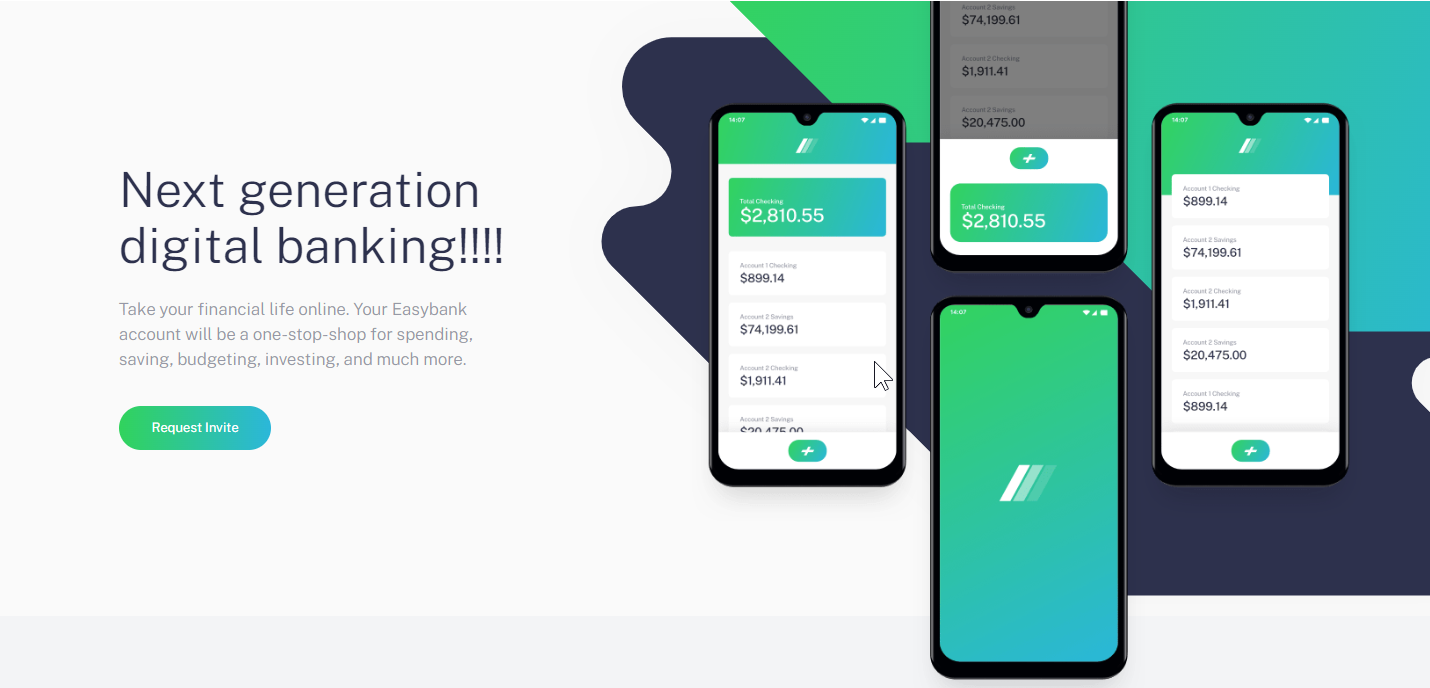 Next generation
digital banking!!!!
Take your financial life online. Your Easybank
account will be a one-stop-shop for spending,
saving, budgeting, investing, and much more.
Request Invite
14:07
Total Checking
$2,810.55
Account 1 Checking
$899.14
Account 2 Savings
$74,199.61
Account 2 Checking
$1,911.41
Account 2 Savings
$20,475.00
Account 2 Savings
$74,199.61
Account 2 Checking
$1,911.41
Account 2 Savings
$20,475.00
Total Checking
$2,810.55
14:07
14:07
Account 1 Checking
$899.14
Account 2 Savings
$74,199.61
Account 2 Checking
$1,911.41
Account 2 Savings
$20,475.00
Account 1 Checking
$899.14